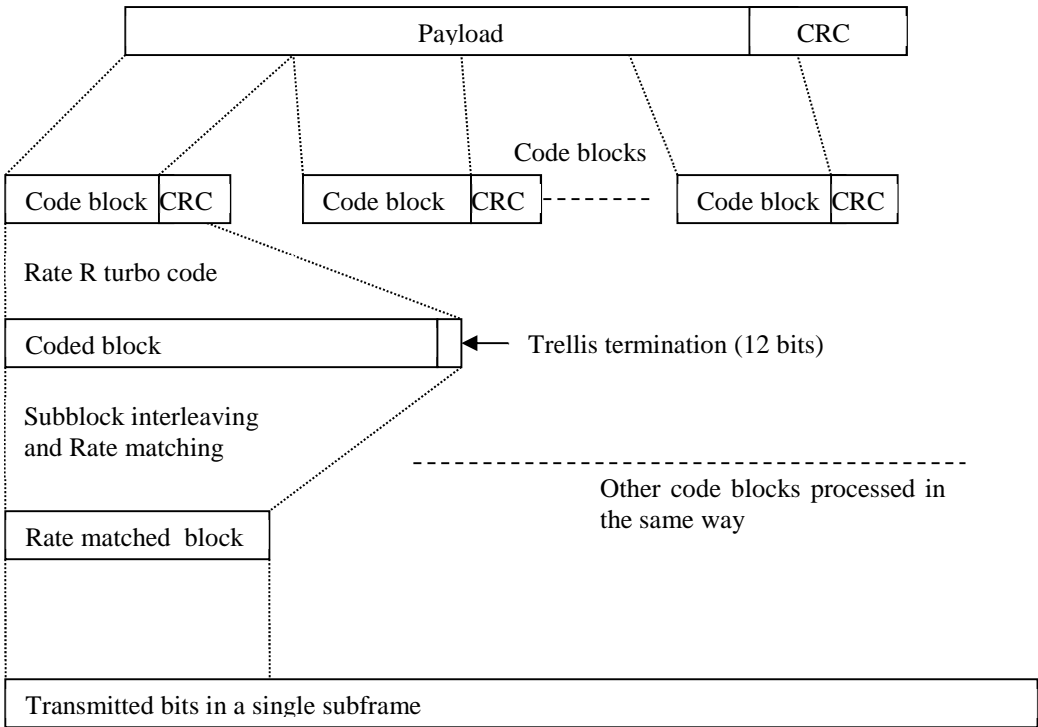 Payload CRC
Code blocks
Code block CRC Code block CRC Code block CRC
Rate R turbo code
Coded block
Trellis termination (12 bits)
Subblock interleaving
and Rate matching
Other code blocks processed in
the same way
Rate matched block
Transmitted bits in a single subframe